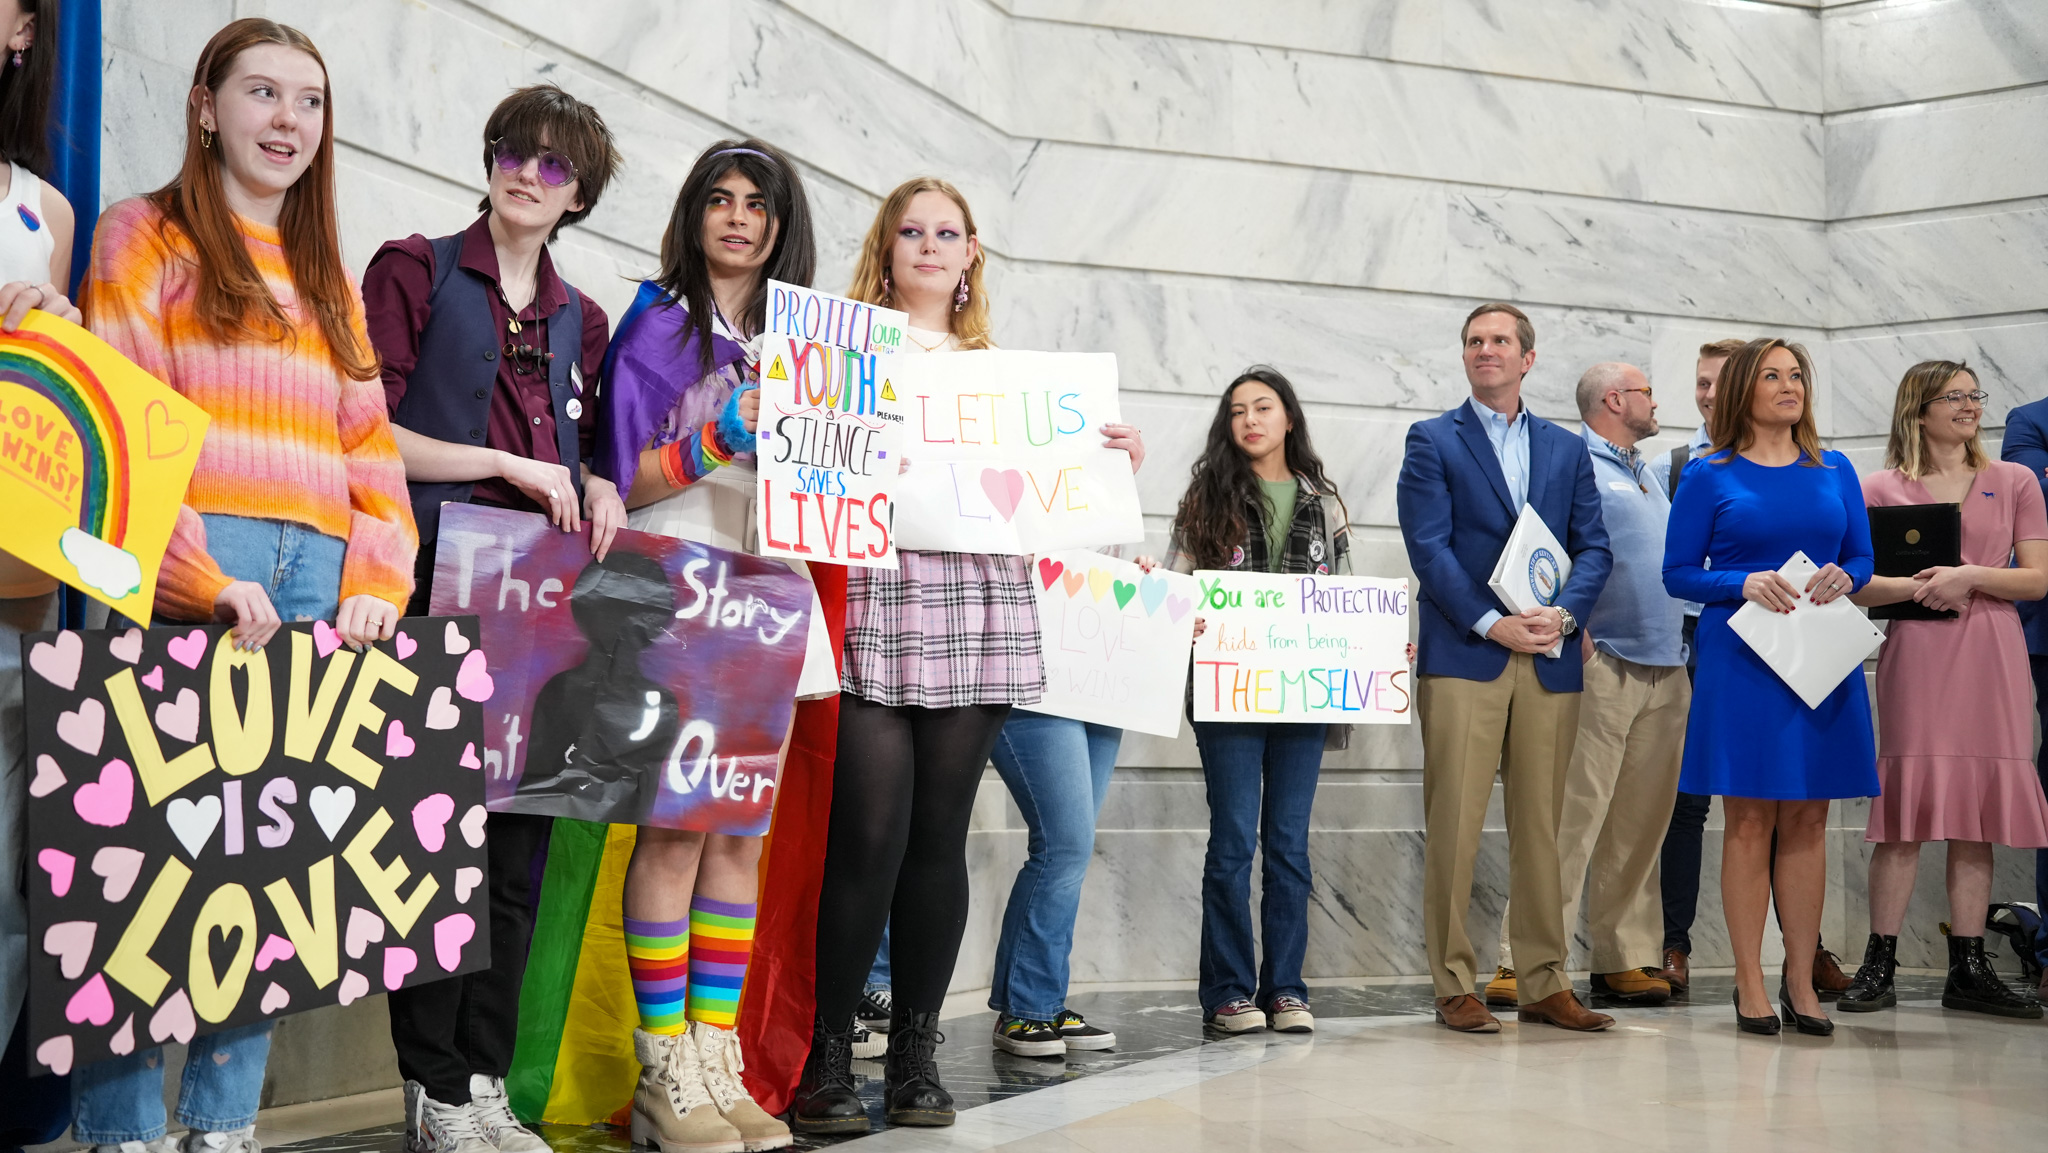 LOVE
WINS!
LOVE
IS
LOVE
The Story
n't ; Over
PROTECT OUR
LGBTQ+
YOUTH
PLEASE!!
SILENCE
SAVES
LIVES!
LET US
LOVE
LOVE
WINS
You are "PROTECTING"
kids from being...
THEMSELVES